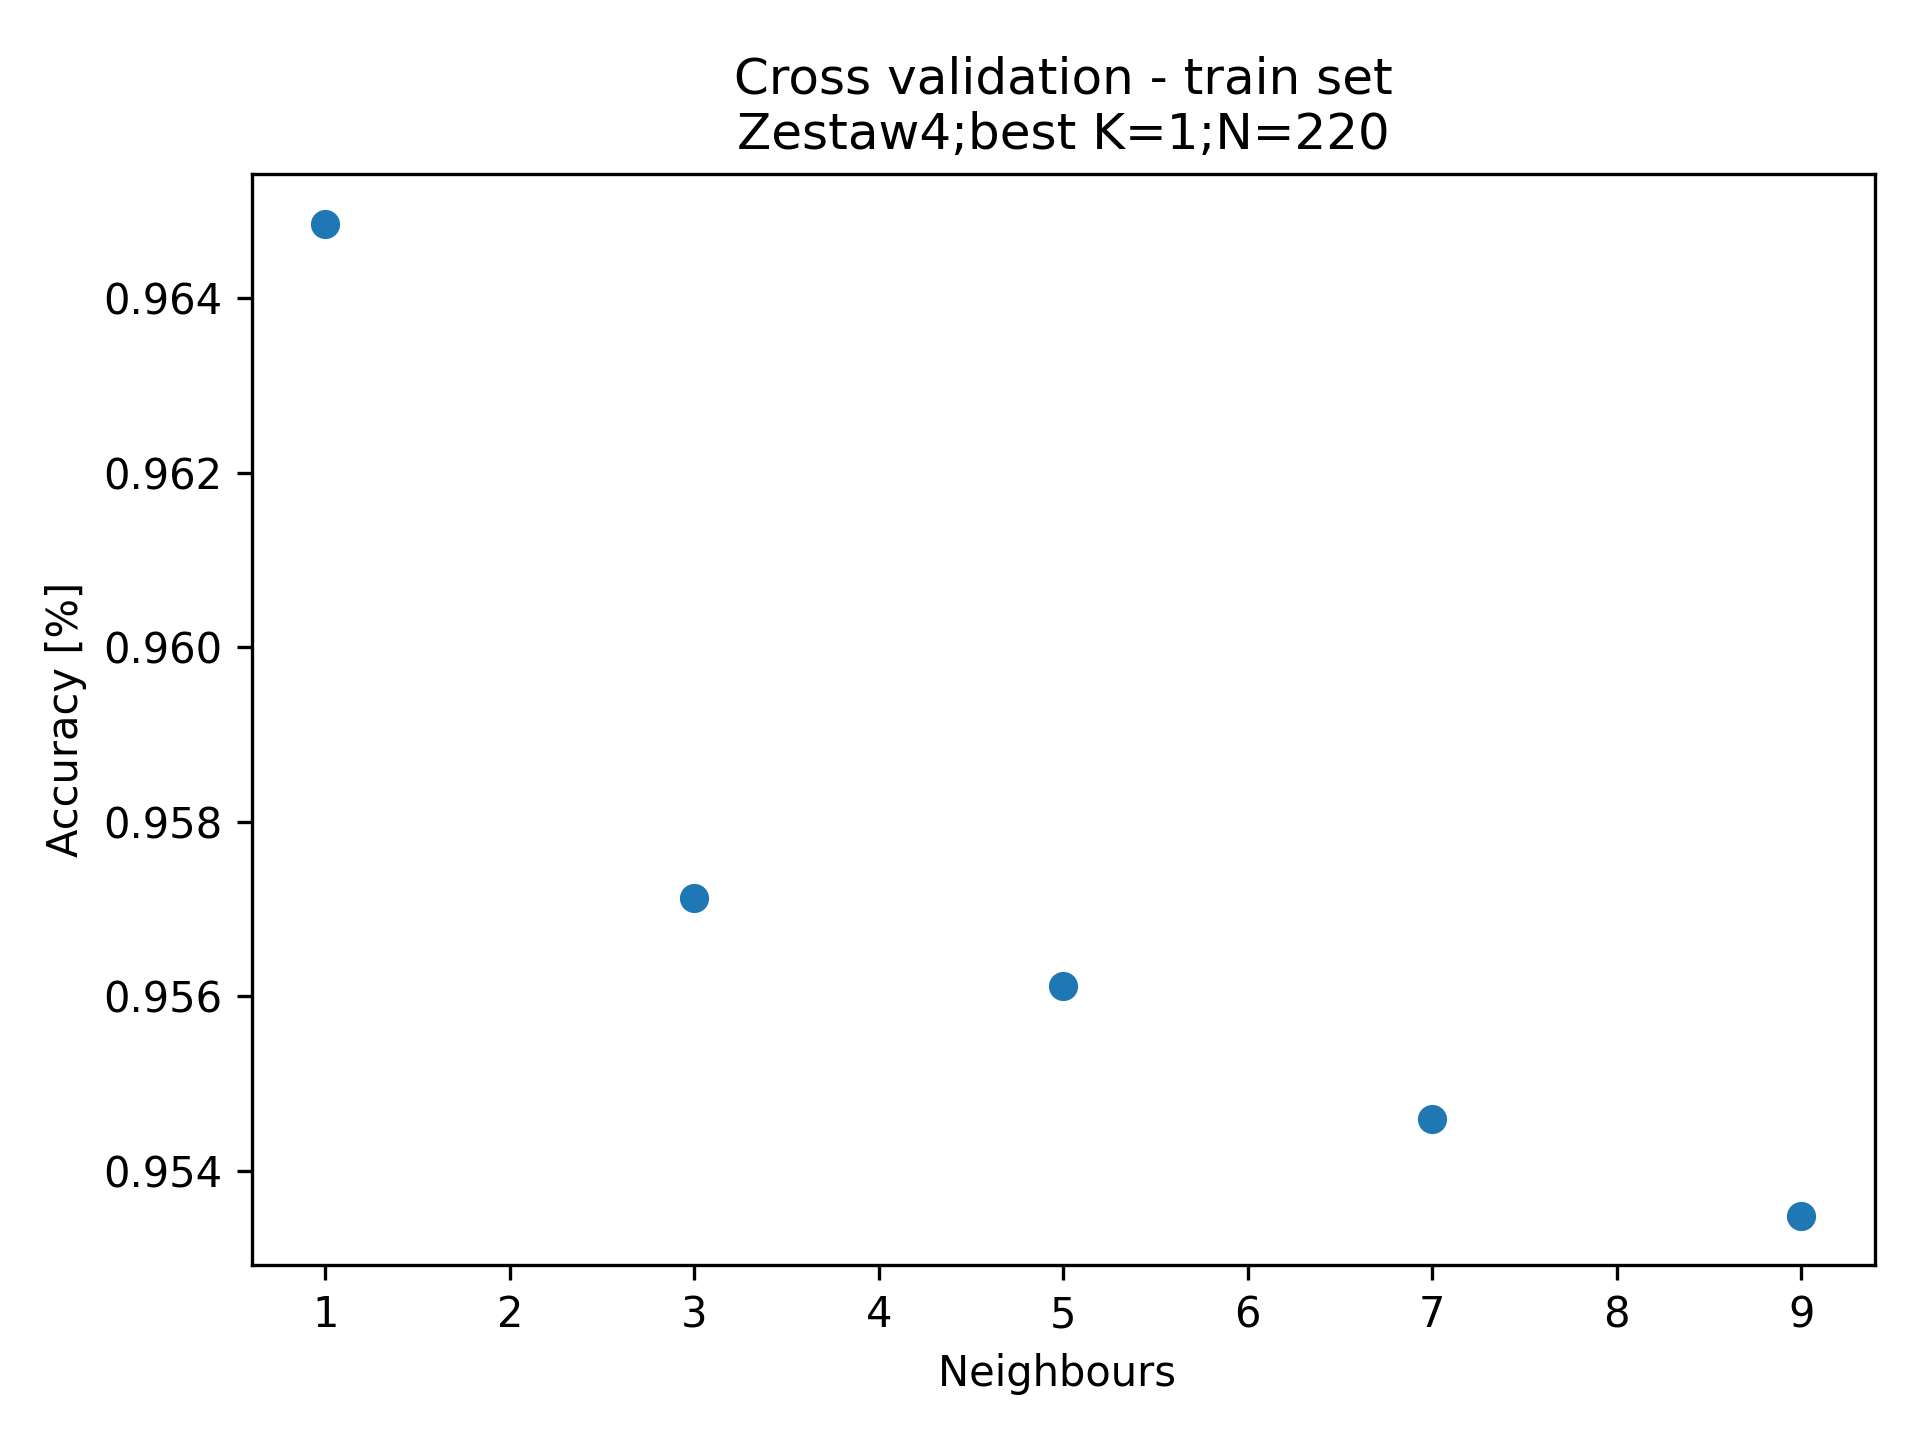 Cross validation - train set
Zestaw4;best K=1;N=220
Accuracy [%]
0.964
0.962
0.960
0.958
0.956
0.954
1 2 3 4 5 6 7 8 9
Neighbours